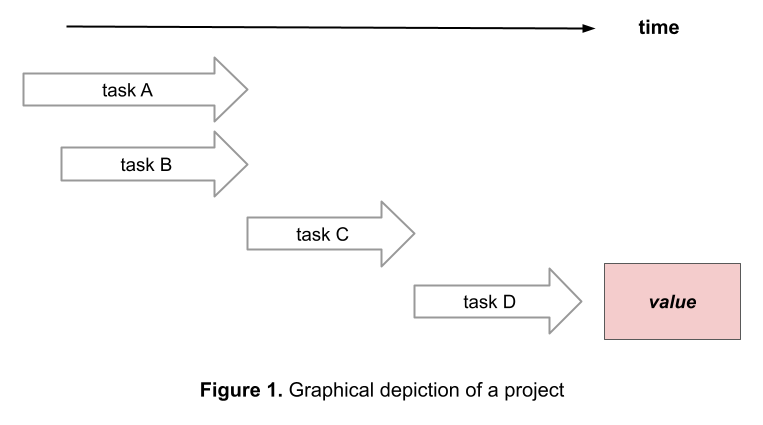 time
task A
task B
task C
task D
value
Figure 1. Graphical depiction of a project